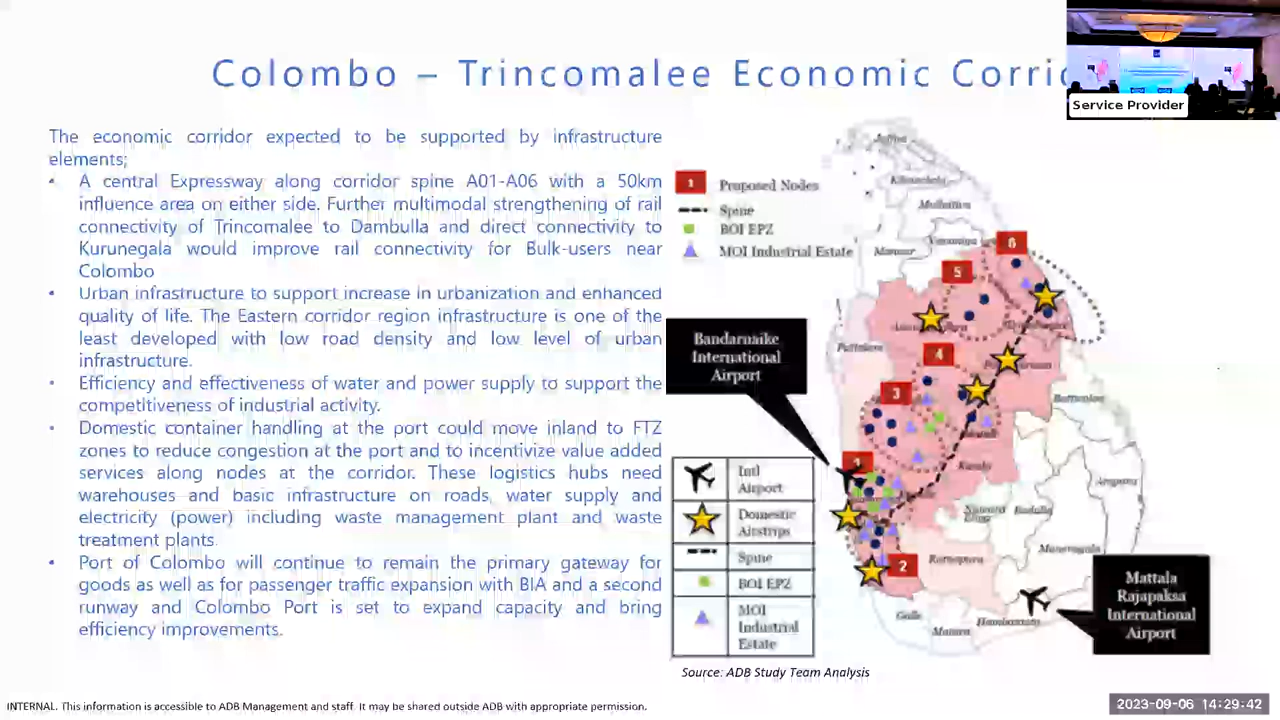 Colombo – Trincomalee Economic Corri
Service Provider
The economic corridor expected to be supported by infrastructure
elements;
• A central Expressway along corridor spine A01-A06 with a 50km
influence area on either side. Further multimodal strengthening of rail
connectivity of Trincomalee to Dambulla and direct connectivity to
Kurunegala would improve rail connectivity for Bulk-users near
Colombo
• Urban infrastructure to support increase in urbanization and enhanced
quality of life. The Eastern corridor region infrastructure is one of the
least developed with low road density and low level of urban
infrastructure.
• Efficiency and effectiveness of water and power supply to support the
competitiveness of industrial activity.
• Domestic container handling at the port could move inland to FTZ
zones to reduce congestion at the port and to incentivize value added
services along nodes at the corridor. These logistics hubs need
warehouses and basic infrastructure on roads, water supply and
electricity (power) including waste management plant and waste
treatment plants.
• Port of Colombo will continue to remain the primary gateway for
goods as well as for passenger traffic expansion with BIA and a second
runway and Colombo Port is set to expand capacity and bring
efficiency improvements.
1 Proposed Nodes
Spine
BOI EPZ
MOI Industrial Estate
Mannar
6
5
4
3
Puttalam
Kandy
Ampara
Badulla
2
Galle
Matara
Bandarnaike
International
Airport
Intl
Airport
Domestic
Airstrips
Spine
BOI EPZ
MOI
Industrial
Estate
Mattala
Rajapaksa
International
Airport
Source: ADB Study Team Analysis
INTERNAL. This information is accessible to ADB Management and staff. It may be shared outside ADB with appropriate permission.
2023-09-06 14:29:42